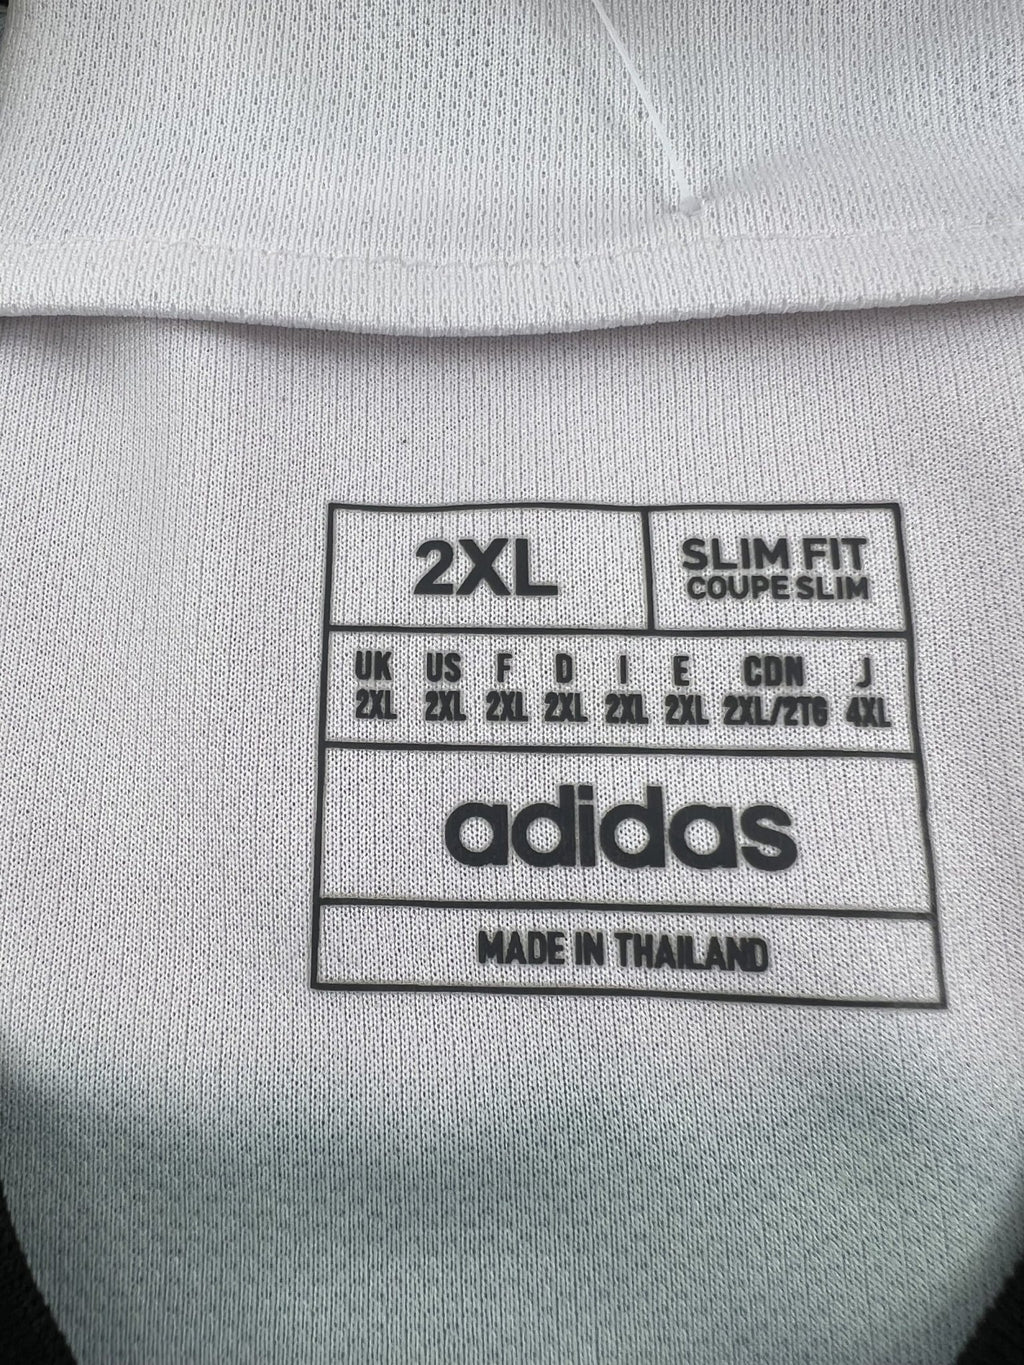 2XL
SLIM FIT
COUPE SLIM
UK US F D I E CDN J
2XL 2XL 2XL 2XL 2XL 2XL 2XL/2TG 4XL
adidas
MADE IN THAILAND